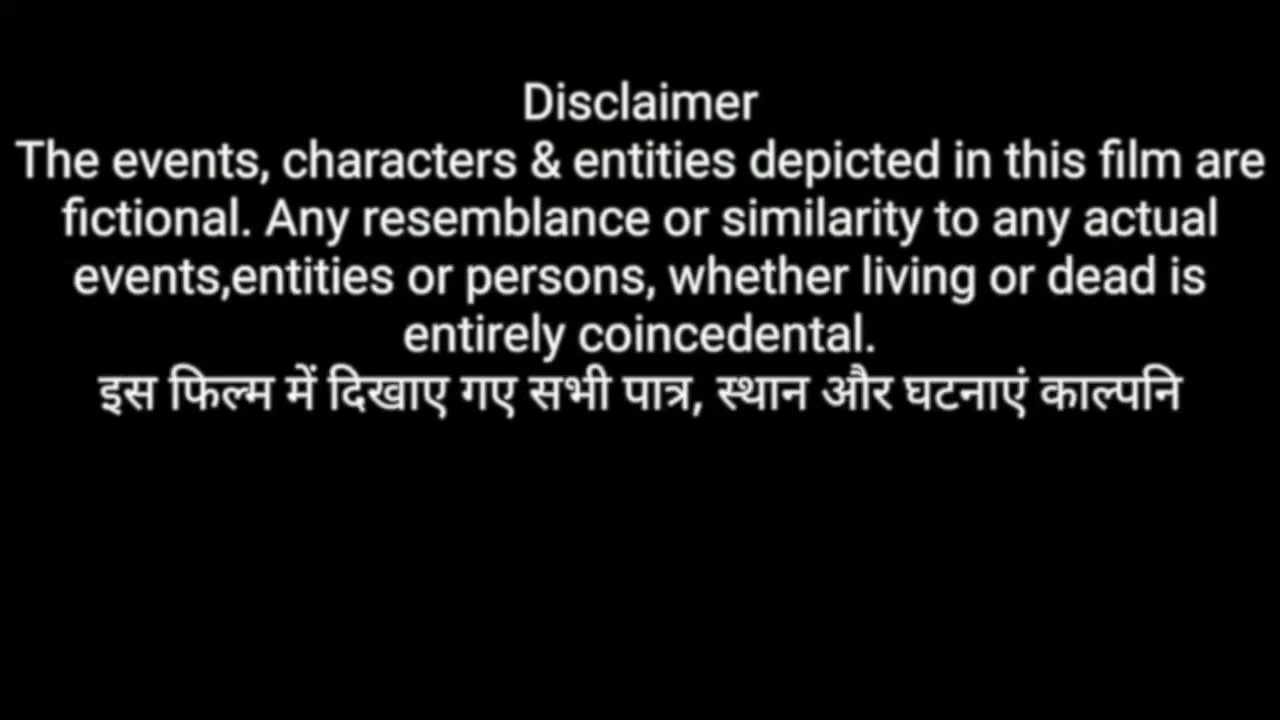 Disclaimer
The events, characters & entities depicted in this film are
fictional. Any resemblance or similarity to any actual
events,entities or persons, whether living or dead is
entirely coincedental.
इस फिल्म में दिखाए गए सभी पात्र, स्थान और घटनाएं काल्पनि